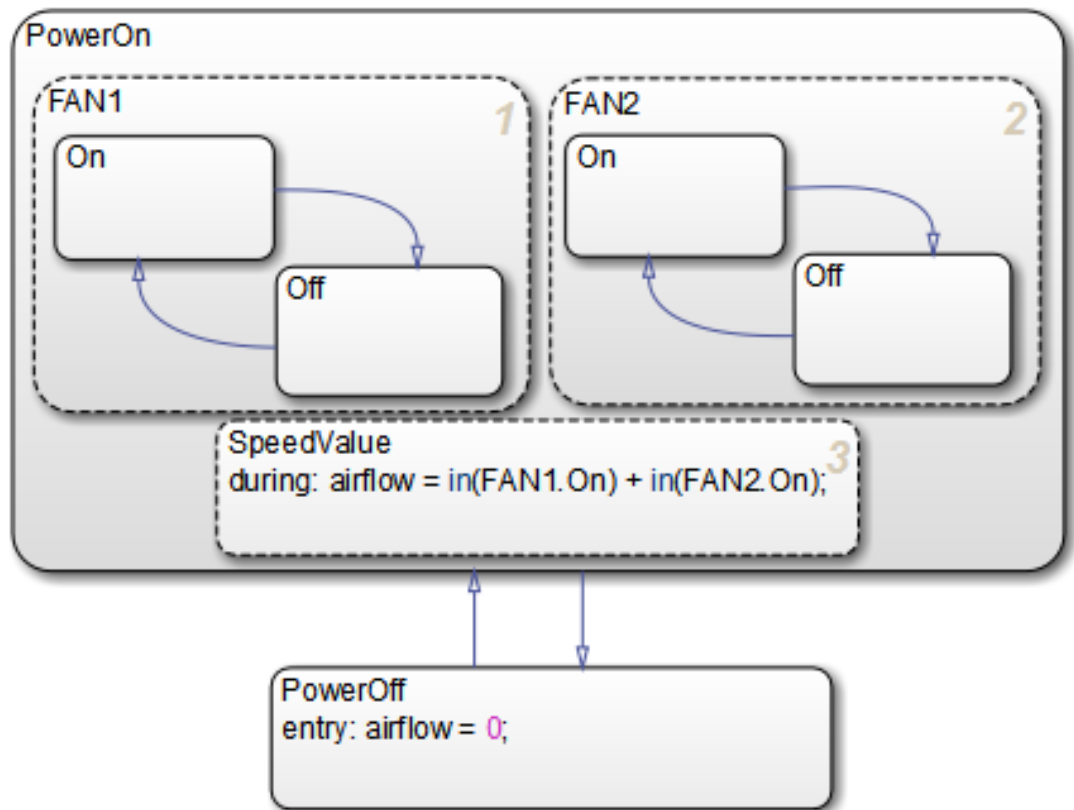 PowerOn
FAN1
1
On
Off
FAN2
2
On
Off
SpeedValue
3
during: airflow = in(FAN1.On) + in(FAN2.On);
PowerOff
entry: airflow = 0;